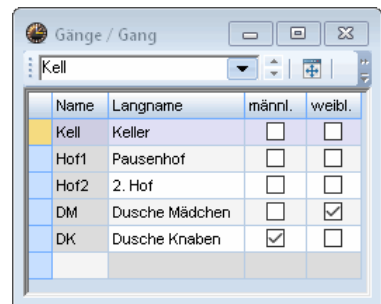 Gänge / Gang
Kell
Name Langname männl. weibl.
Kell Keller
Hof1 Pausenhof
Hof2 2. Hof
DM Dusche Mädchen
DK Dusche Knaben